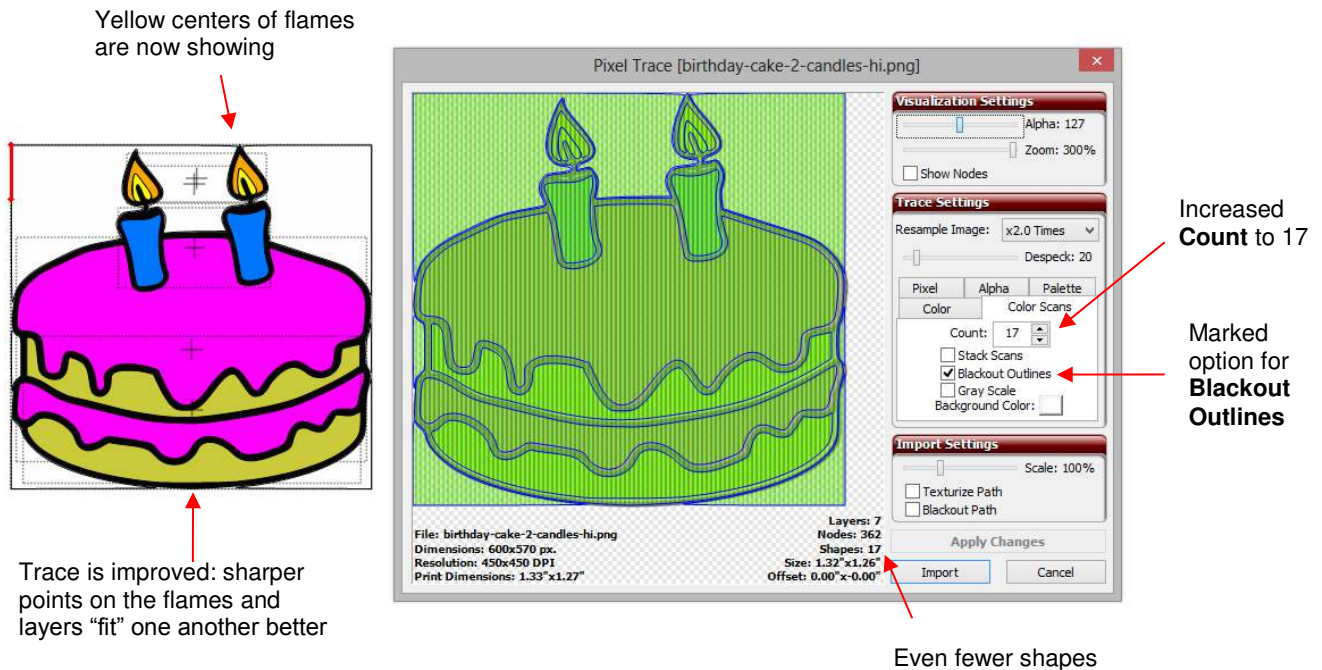 Yellow centers of flames
are now showing
Pixel Trace [birthday-cake-2-candles-hi.png]
Visualization Settings
Alpha: 127
Zoom: 300%
Show Nodes
Trace Settings
Resample Image: x2.0 Times
Despeck: 20
Pixel Alpha Palette
Color Color Scans
Count: 17
Stack Scans
Blackout Outlines
Gray Scale
Background Color:
Import Settings
Scale: 100%
Texturize Path
Blackout Path
Apply Changes
Import Cancel
Layers: 7
File: birthday-cake-2-candles-hi.png Nodes: 362
Dimensions: 600x570 px. Shapes: 17
Resolution: 450x450 DPI Size: 1.32"x1.26"
Print Dimensions: 1.33"x1.27" Offset: 0.00"x-0.00"
Increased
Count to 17
Marked
option for
Blackout
Outlines
Trace is improved: sharper
points on the flames and
layers “fit” one another better
Even fewer shapes